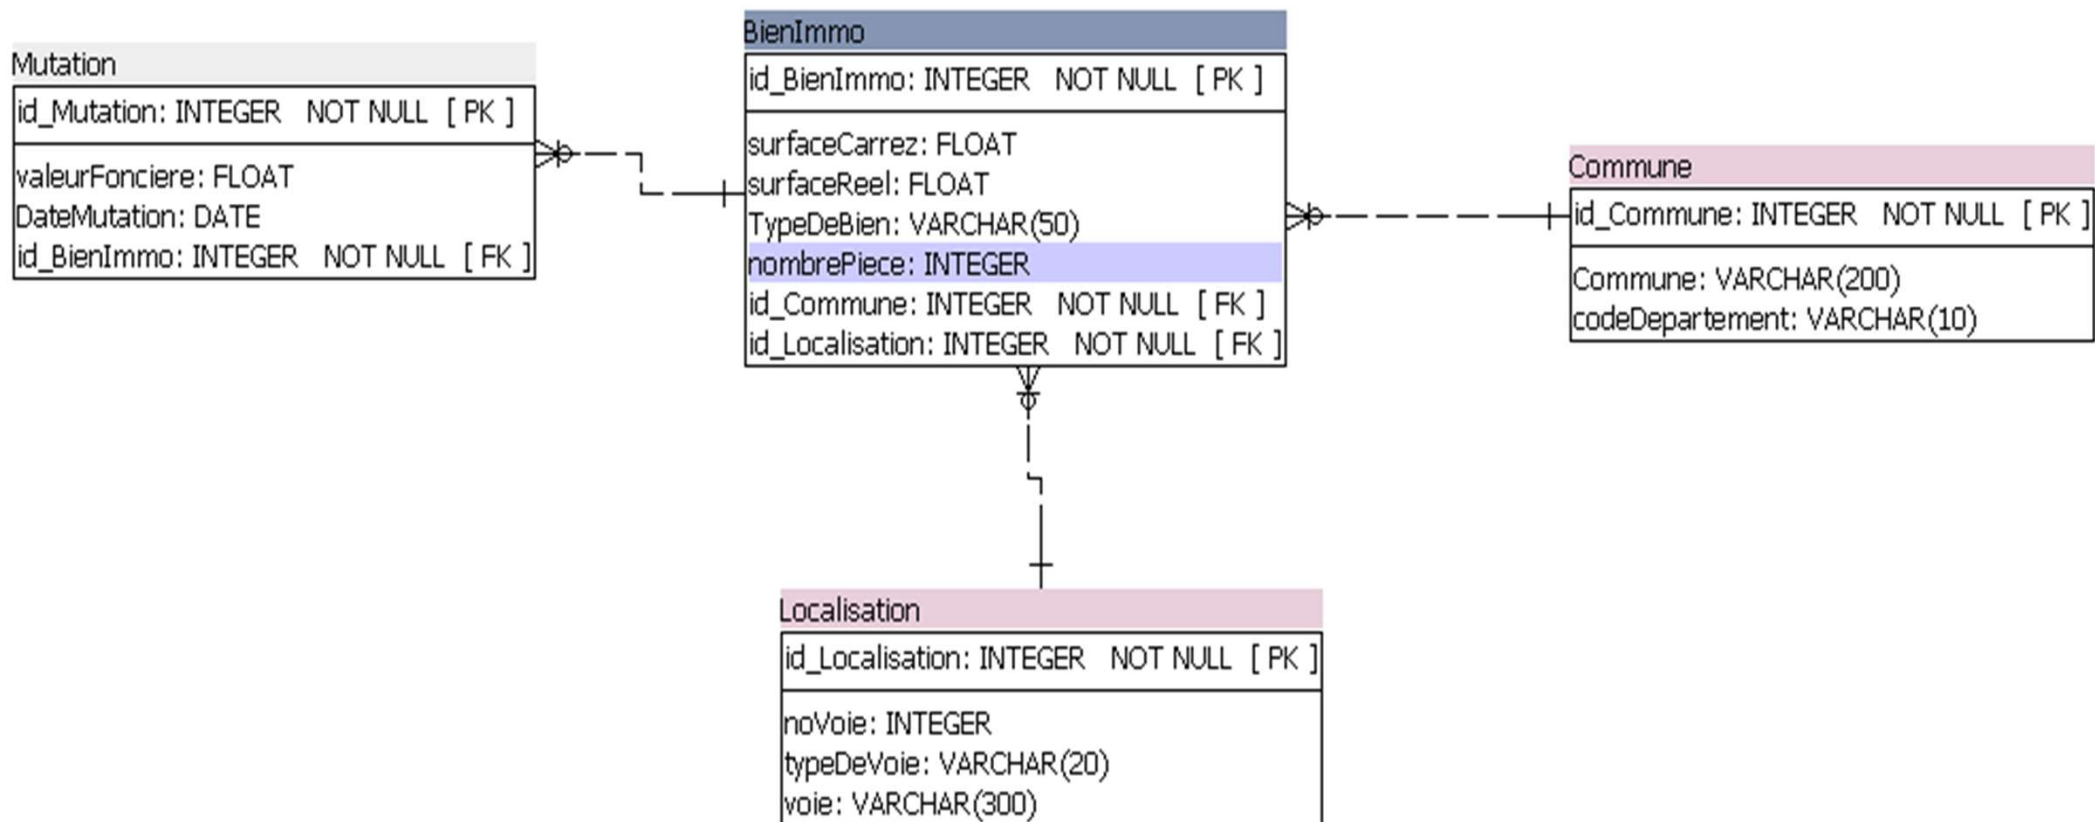 Mutation
id_Mutation: INTEGER NOT NULL [ PK ]
valeurFonciere: FLOAT
DateMutation: DATE
id_BienImmo: INTEGER NOT NULL [ FK ]
BienImmo
id_BienImmo: INTEGER NOT NULL [ PK ]
surfaceCarrez: FLOAT
surfaceReel: FLOAT
TypeDeBien: VARCHAR(50)
nombrePiece: INTEGER
id_Commune: INTEGER NOT NULL [ FK ]
id_Localisation: INTEGER NOT NULL [ FK ]
Commune
id_Commune: INTEGER NOT NULL [ PK ]
Commune: VARCHAR(200)
codeDepartement: VARCHAR(10)
Localisation
id_Localisation: INTEGER NOT NULL [ PK ]
noVoie: INTEGER
typeDeVoie: VARCHAR(20)
voie: VARCHAR(300)